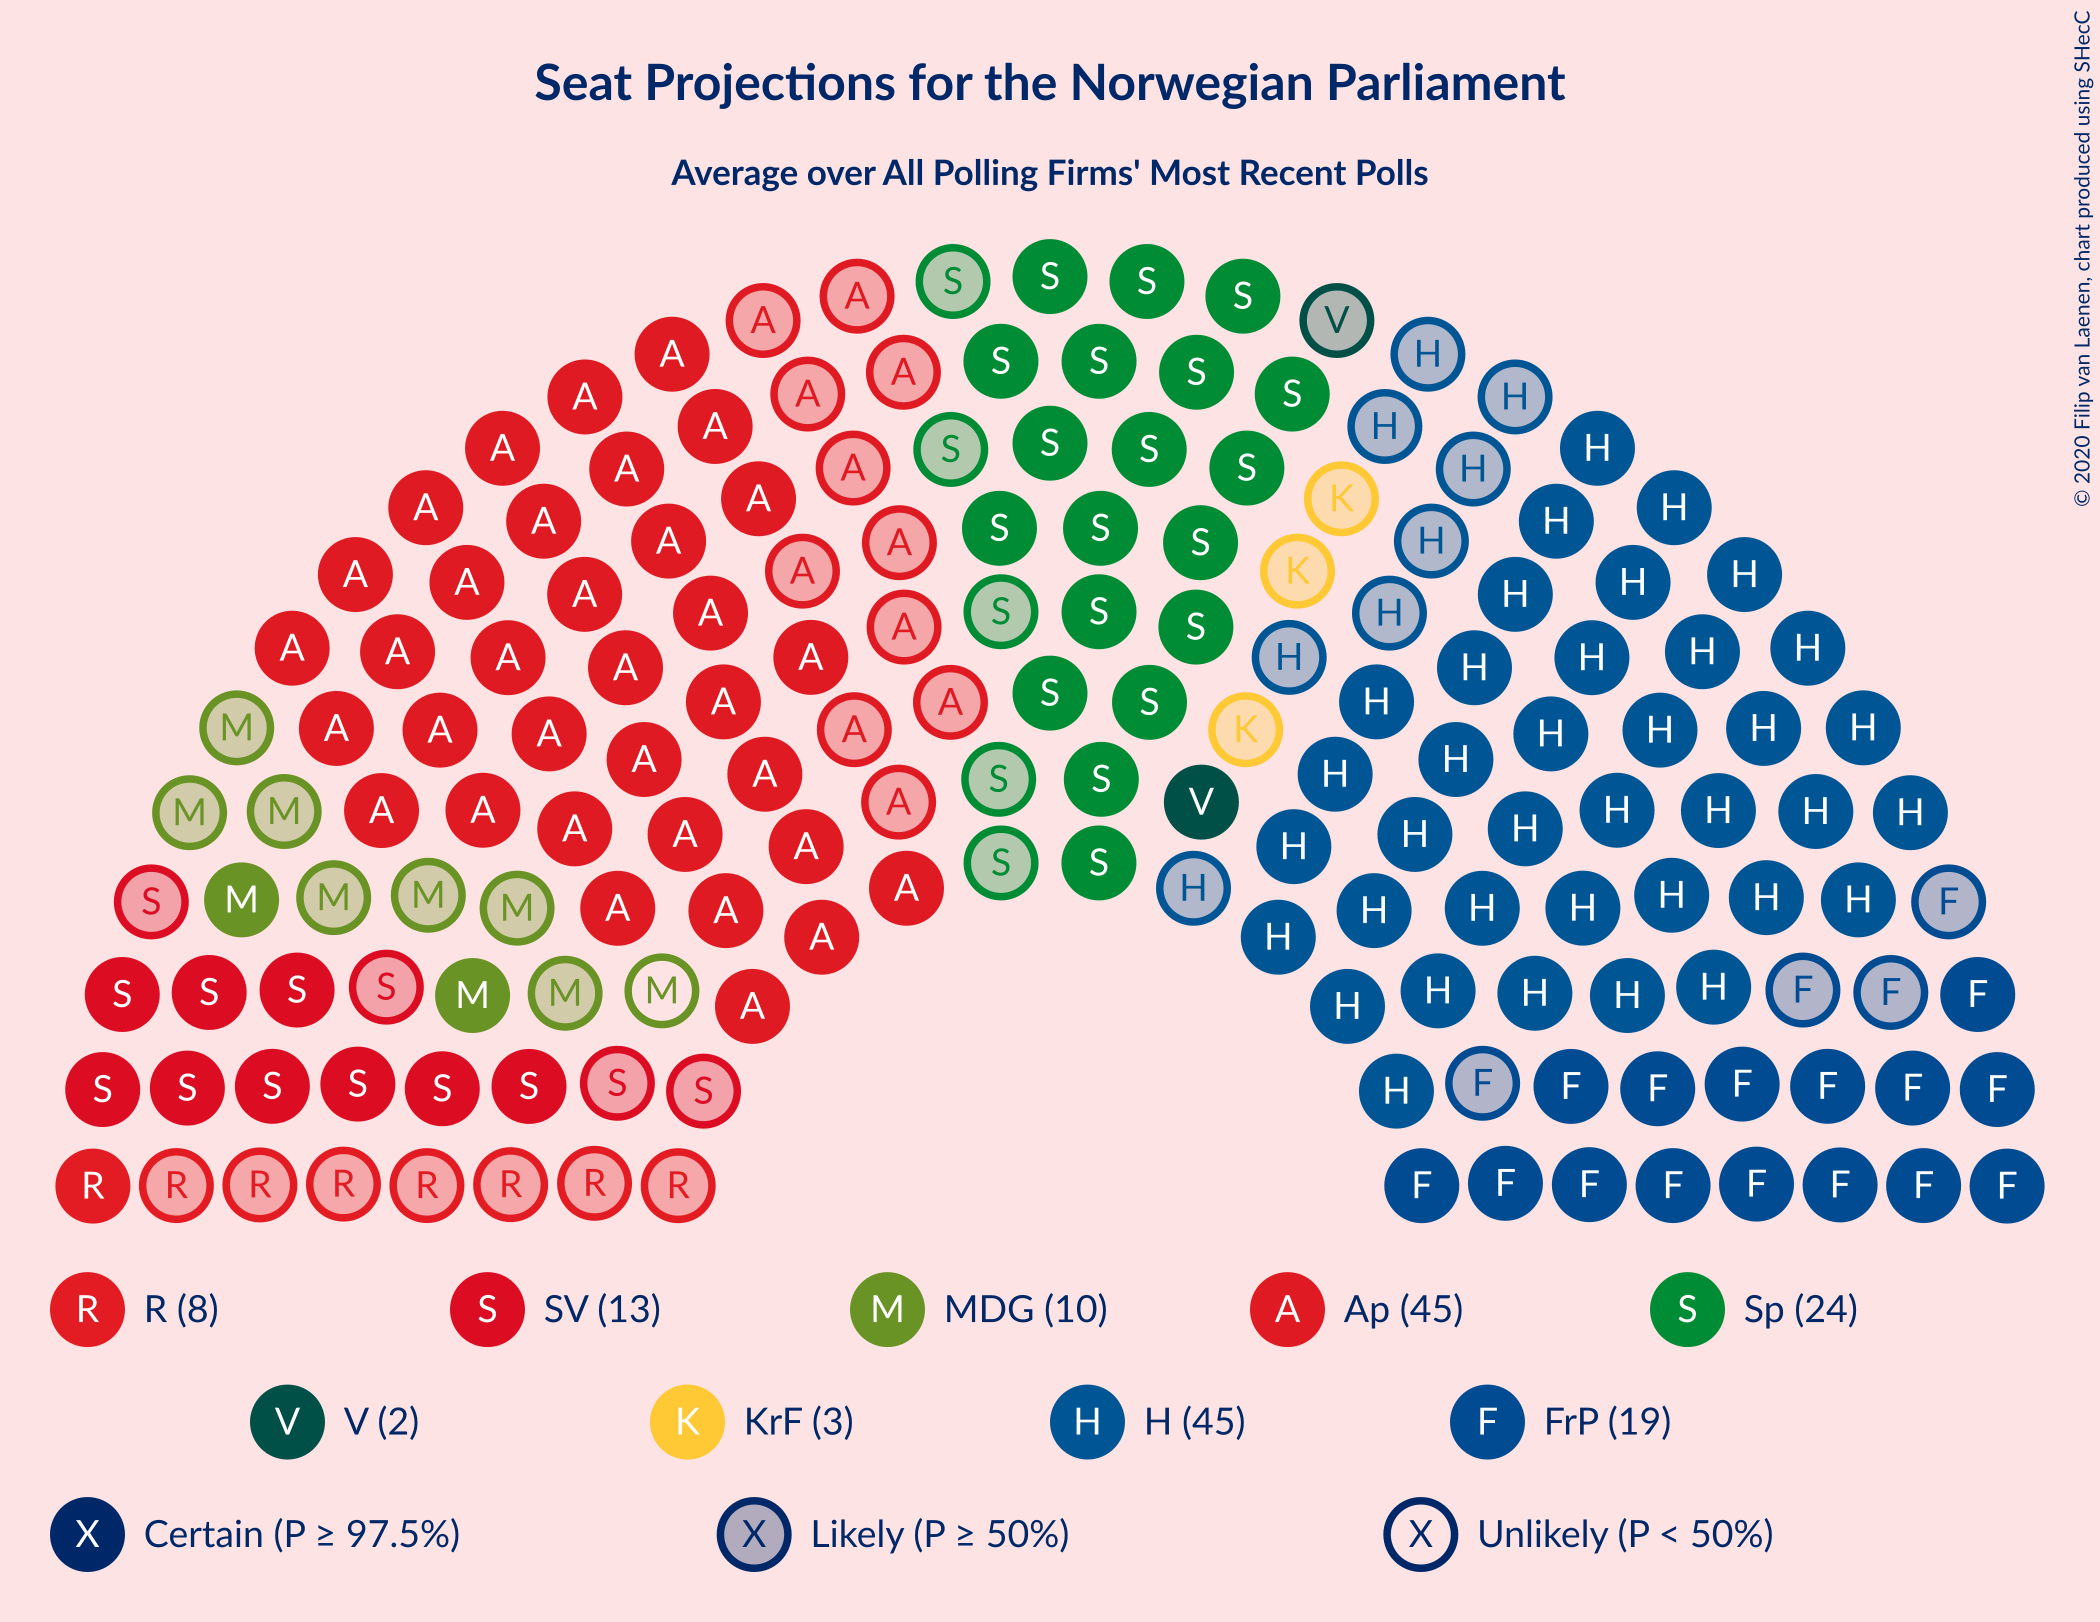 Seat Projections for the Norwegian Parliament
Average over All Polling Firms' Most Recent Polls
© 2020 Filip van Laenen, chart produced using SHecC
A A S S S S V
A A H H
A A A S S S S H H
A A A S S S S K H H
A A A A S S S K H H H
A A A A A S S S H H H H
A A A A A A S S K H H H H
M A A A A A A S S V H H H H H H
M M A A A A A S S H H H H H H H
S M M M M A A A A H H H H H H H F
S S S S M M M A H H H H H F F F
S S S S S S S S H F F F F F F F
R R R R R R R R F F F F F F F F
R R (8) S SV (13) M MDG (10) A Ap (45) S Sp (24)
V V (2) K KrF (3) H H (45) F FrP (19)
X Certain (P ≥ 97.5%) X Likely (P ≥ 50%) X Unlikely (P < 50%)